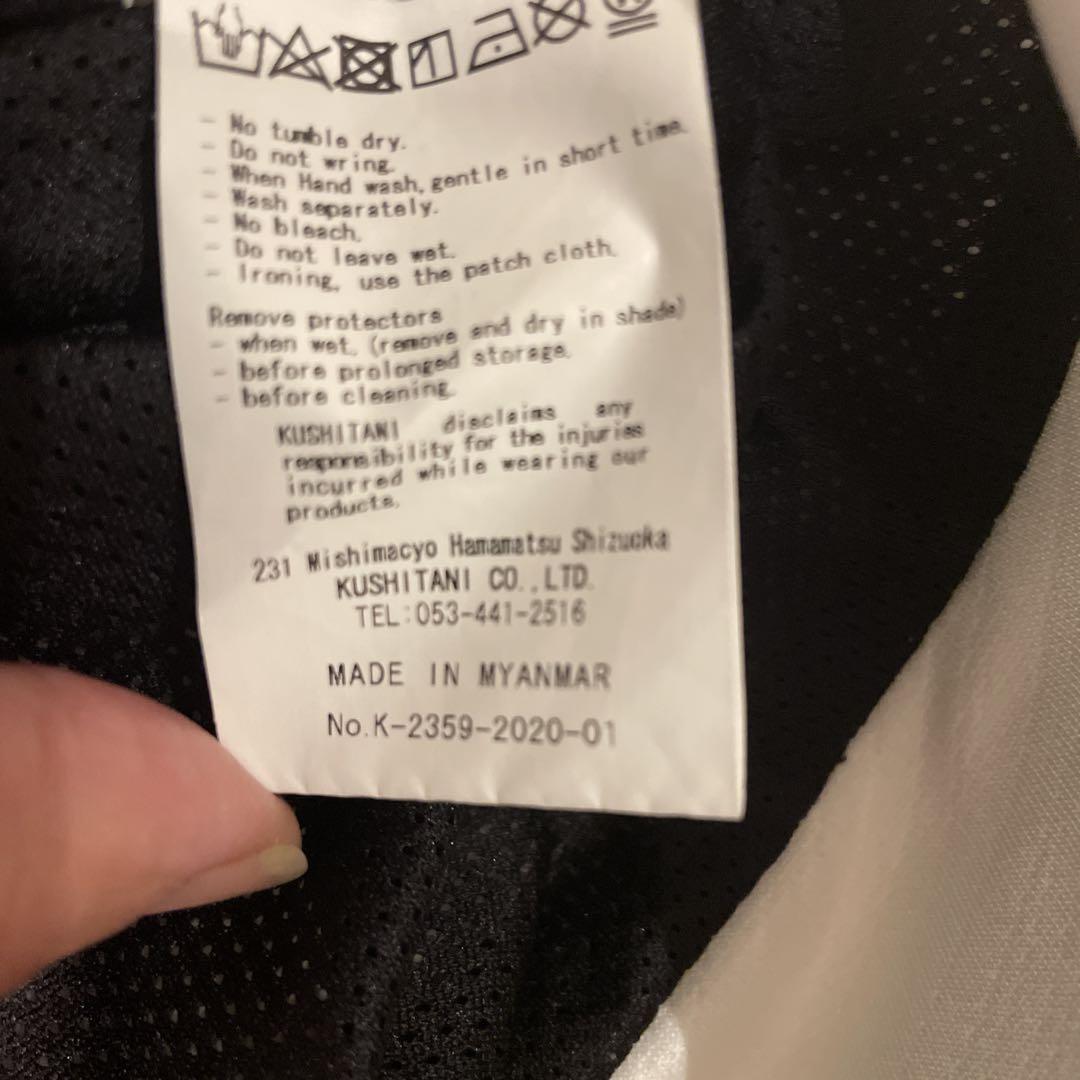 - No tumble dry.
- Do not wring.
- When Hand wash, gentle in short time.
- Wash separately.
- No bleach.
- Do not leave wet.
- Ironing, use the patch cloth.
Remove protectors
- when wet. (remove and dry in shade)
- before prolonged storage.
- before cleaning.
KUSHITANI disclaims any
responsibility for the injuries
incurred while wearing our
products.
231 Mishimacyo Hamamatsu Shizuoka
KUSHITANI CO.,LTD.
TEL:053-441-2516
MADE IN MYANMAR
No.K-2359-2020-01